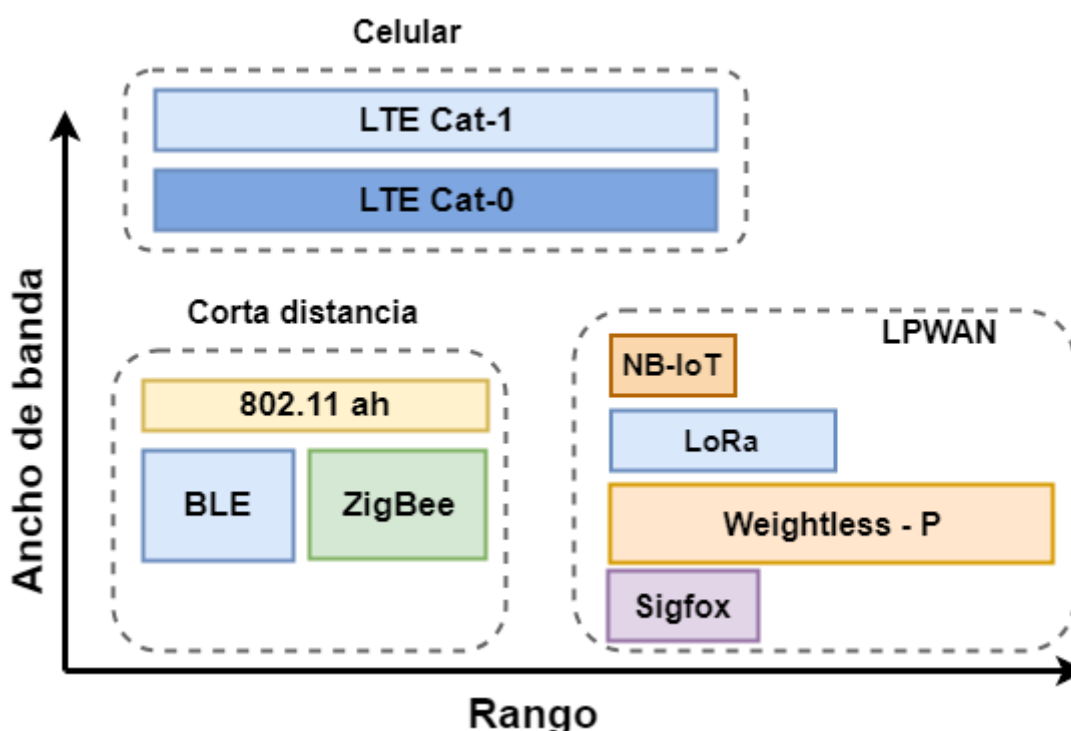 Celular
LTE Cat-1
LTE Cat-0
Ancho de banda
Corta distancia
802.11 ah
BLE
ZigBee
LPWAN
NB-IoT
LoRa
Weightless - P
Sigfox
Rango